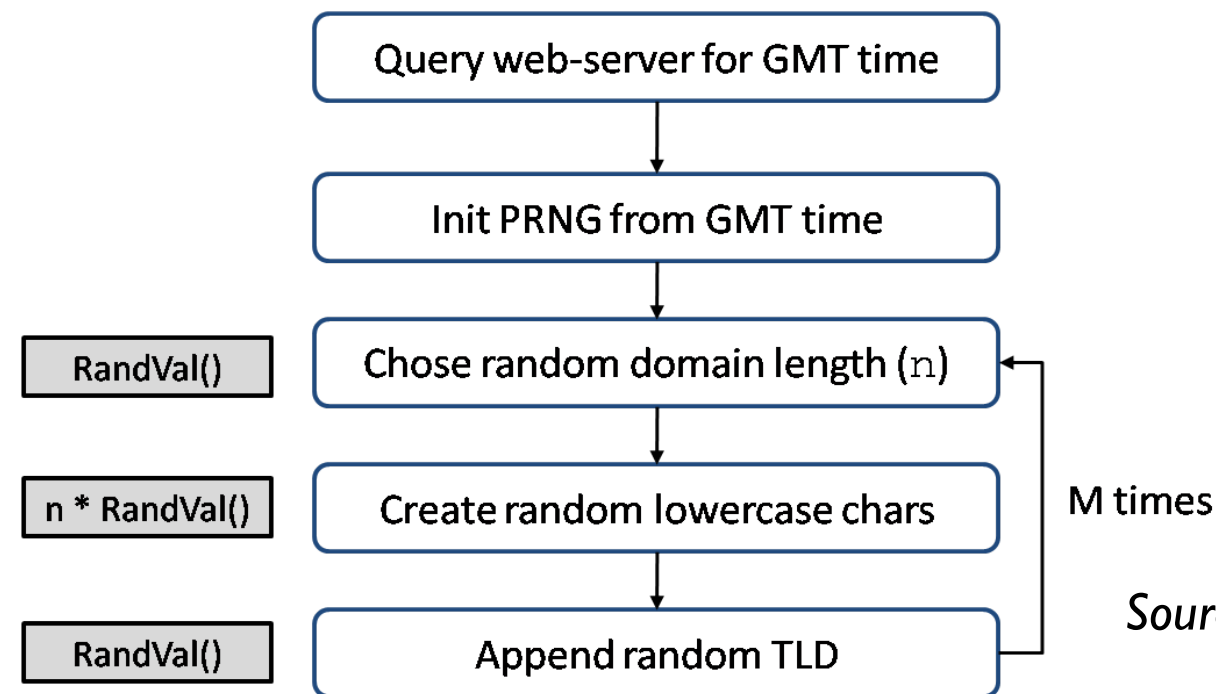 Query web-server for GMT time
Init PRNG from GMT time
RandVal()
Chose random domain length (n)
n * RandVal()
Create random lowercase chars
M times
RandVal()
Append random TLD